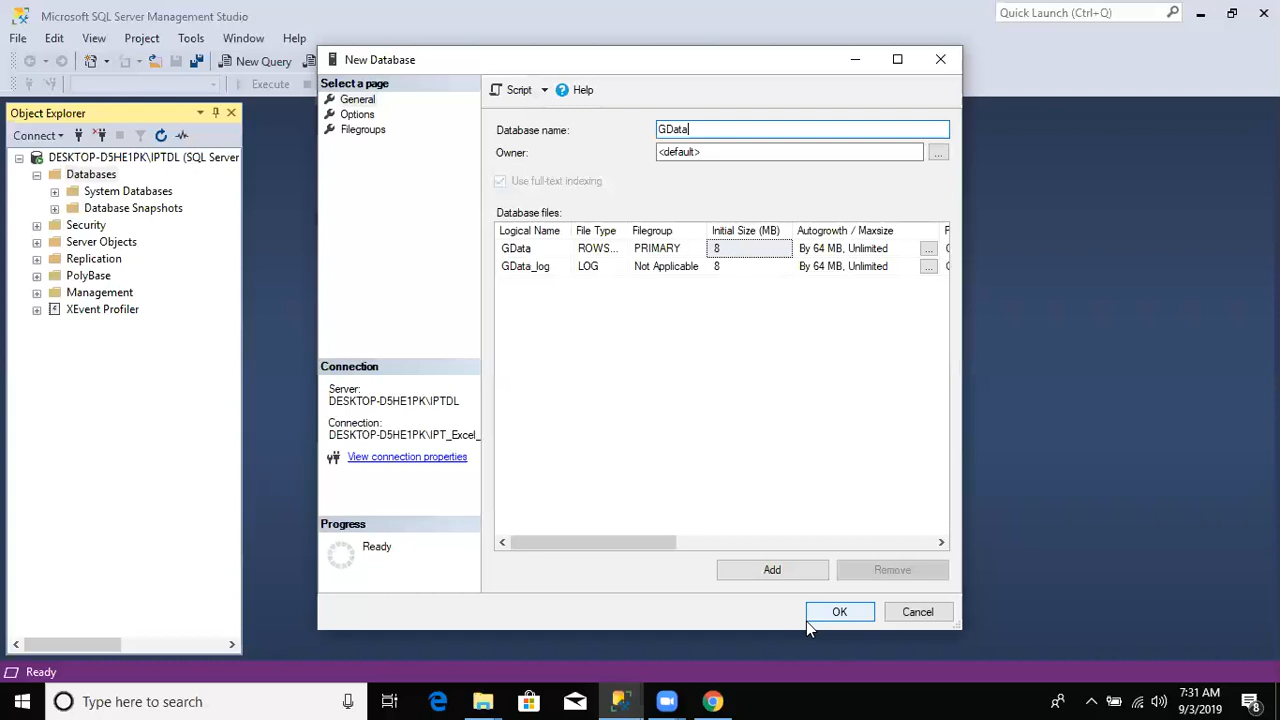 Microsoft SQL Server Management Studio
Quick Launch (Ctrl+Q)
File Edit View Project Tools Window Help
New Query
Execute
Object Explorer
Connect
DESKTOP-D5HE1PK\IPTDL (SQL Server
Databases
System Databases
Database Snapshots
Security
Server Objects
Replication
PolyBase
Management
XEvent Profiler
New Database
Select a page
General
Options
Filegroups
Script Help
Database name: GData
Owner: <default>
...
Use full-text indexing
Database files:
Logical Name File Type Filegroup Initial Size (MB) Autogrowth / Maxsize
GData ROWS... PRIMARY 8 By 64 MB, Unlimited ...
GData_log LOG Not Applicable 8 By 64 MB, Unlimited ...
Connection
Server:
DESKTOP-D5HE1PK\IPTDL
Connection:
DESKTOP-D5HE1PK\IPT_Excel_
View connection properties
Progress
Ready
Add Remove
OK Cancel
Ready
Type here to search
7:31 AM
9/3/2019
8